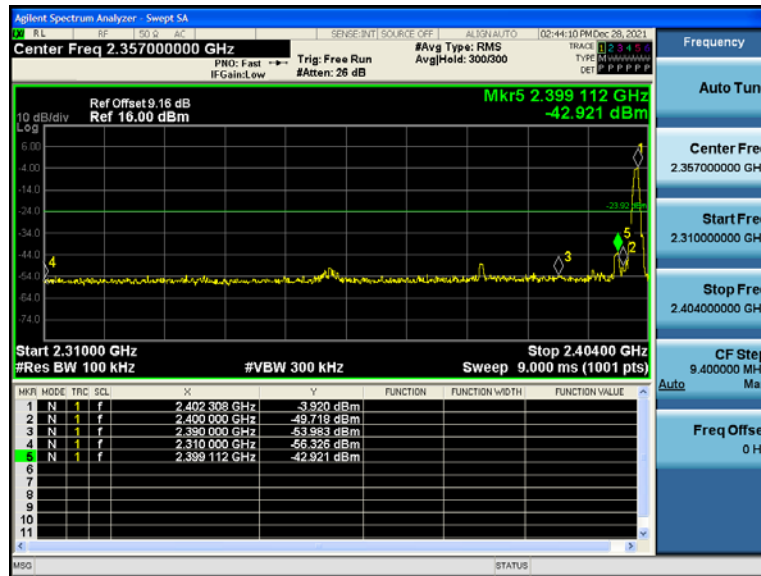 Agilent Spectrum Analyzer - Swept SA
RL RF 50 Ω AC SENSE:INT SOURCE OFF ALIGNAUTO 02:44:10 PM Dec 28, 2021
Center Freq 2.357000000 GHz
PNO: Fast
IFGain:Low
Trig: Free Run
#Atten: 26 dB
#Avg Type: RMS
Avg|Hold: 300/300
TRACE 1 2 3 4 5 6
TYPE M
DET P P P P P P
Frequency
Auto Tun
Center Fre
2.357000000 GH
Start Fre
2.310000000 GH
Stop Fre
2.404000000 GH
CF Step
9.400000 MH
Auto Ma
Freq Offse
0 H
Ref Offset 9.16 dB
10 dB/div Ref 16.00 dBm
Log
Mkr5 2.399 112 GHz
-42.921 dBm
6.00
-4.00
-14.0
-24.0
-34.0
-44.0
-54.0
-64.0
-74.0
-23.92 dBm
1
5
2
3
4
Start 2.31000 GHz Stop 2.40400 GHz
#Res BW 100 kHz #VBW 300 kHz Sweep 9.000 ms (1001 pts)
MKR MODE TRC SCL X Y FUNCTION FUNCTION WIDTH FUNCTION VALUE
1 N 1 f 2.402 308 GHz -3.920 dBm
2 N 1 f 2.400 000 GHz -49.719 dBm
3 N 1 f 2.390 000 GHz -53.983 dBm
4 N 1 f 2.310 000 GHz -56.326 dBm
5 N 1 f 2.399 112 GHz -42.921 dBm
6
7
8
9
10
11
MSG STATUS